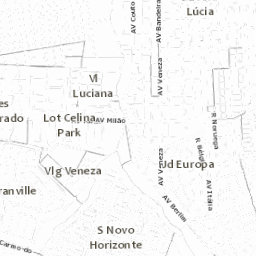 Lúcia
AV Couto
AV Bandeira
AV Veneza
Vl
Luciana
es
rado
Lot Celina
Park
AV Milão
R Noruega
R Bélgi
Vlg Veneza
AV Veneza
Jd Europa
AV Itália
ranville
AV Berlim
S Novo
Horizonte
Carmo do